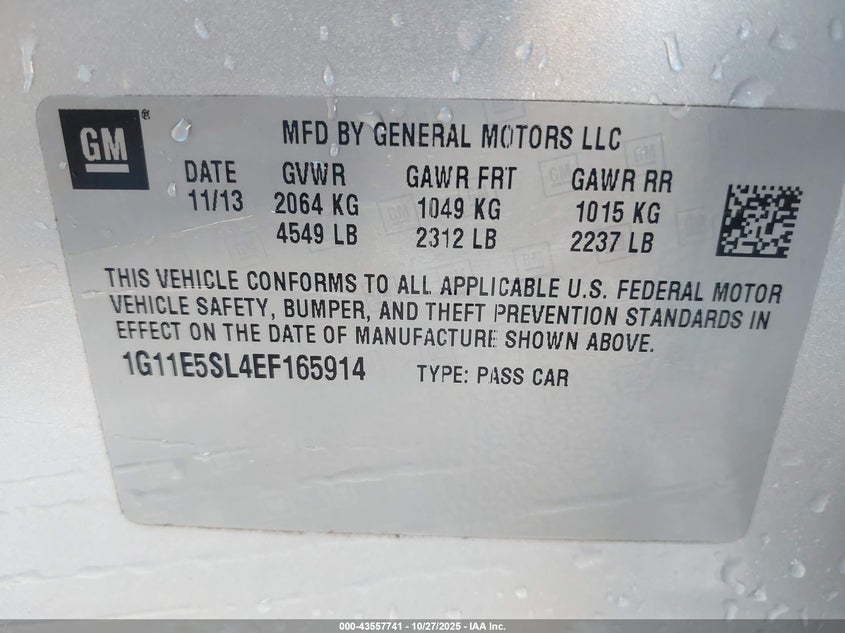 GM ®
MFD BY GENERAL MOTORS LLC
DATE GVWR GAWR FRT GAWR RR
11/13 2064 KG 1049 KG 1015 KG
4549 LB 2312 LB 2237 LB
THIS VEHICLE CONFORMS TO ALL APPLICABLE U.S. FEDERAL MOTOR
VEHICLE SAFETY, BUMPER, AND THEFT PREVENTION STANDARDS IN
EFFECT ON THE DATE OF MANUFACTURE SHOWN ABOVE.
1G11E5SL4EF165914 TYPE: PASS CAR
000-43557741 - 10/27/2025 - IAA Inc.